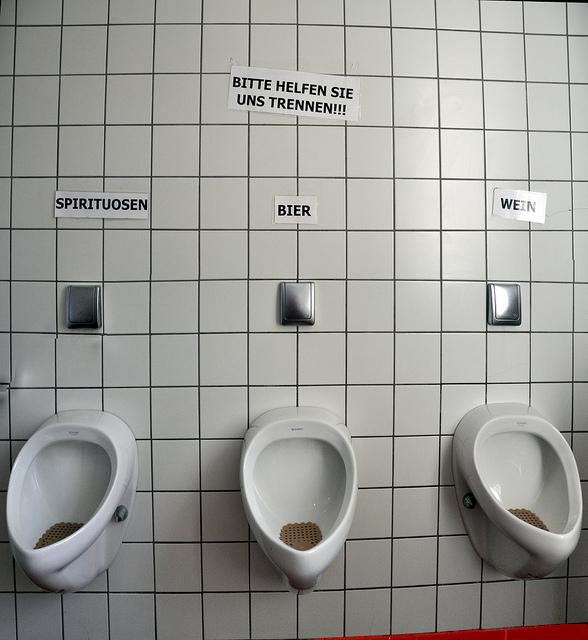 BITTE HELFEN SIE
UNS TRENNEN!!!
SPIRITUOSEN
BIER
WEIN